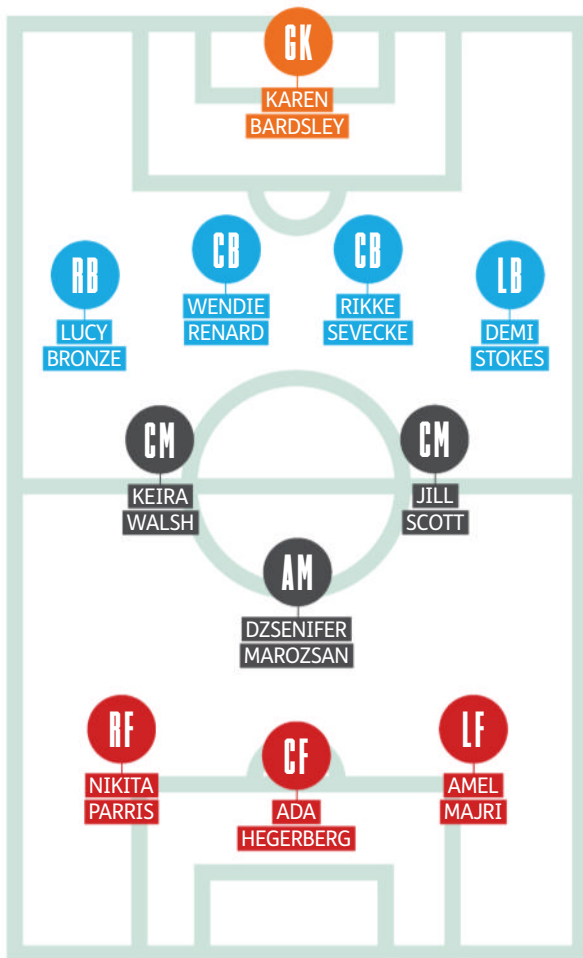 GK
KAREN
BARDSLEY
RB
LUCY
BRONZE
CB
WENDIE
RENARD
CB
RIKKE
SEVECKE
LB
DEMI
STOKES
CM
KEIRA
WALSH
CM
JILL
SCOTT
AM
DZSENIFER
MAROZSAN
RF
NIKITA
PARRIS
CF
ADA
HEGERBERG
LF
AMEL
MAJRI